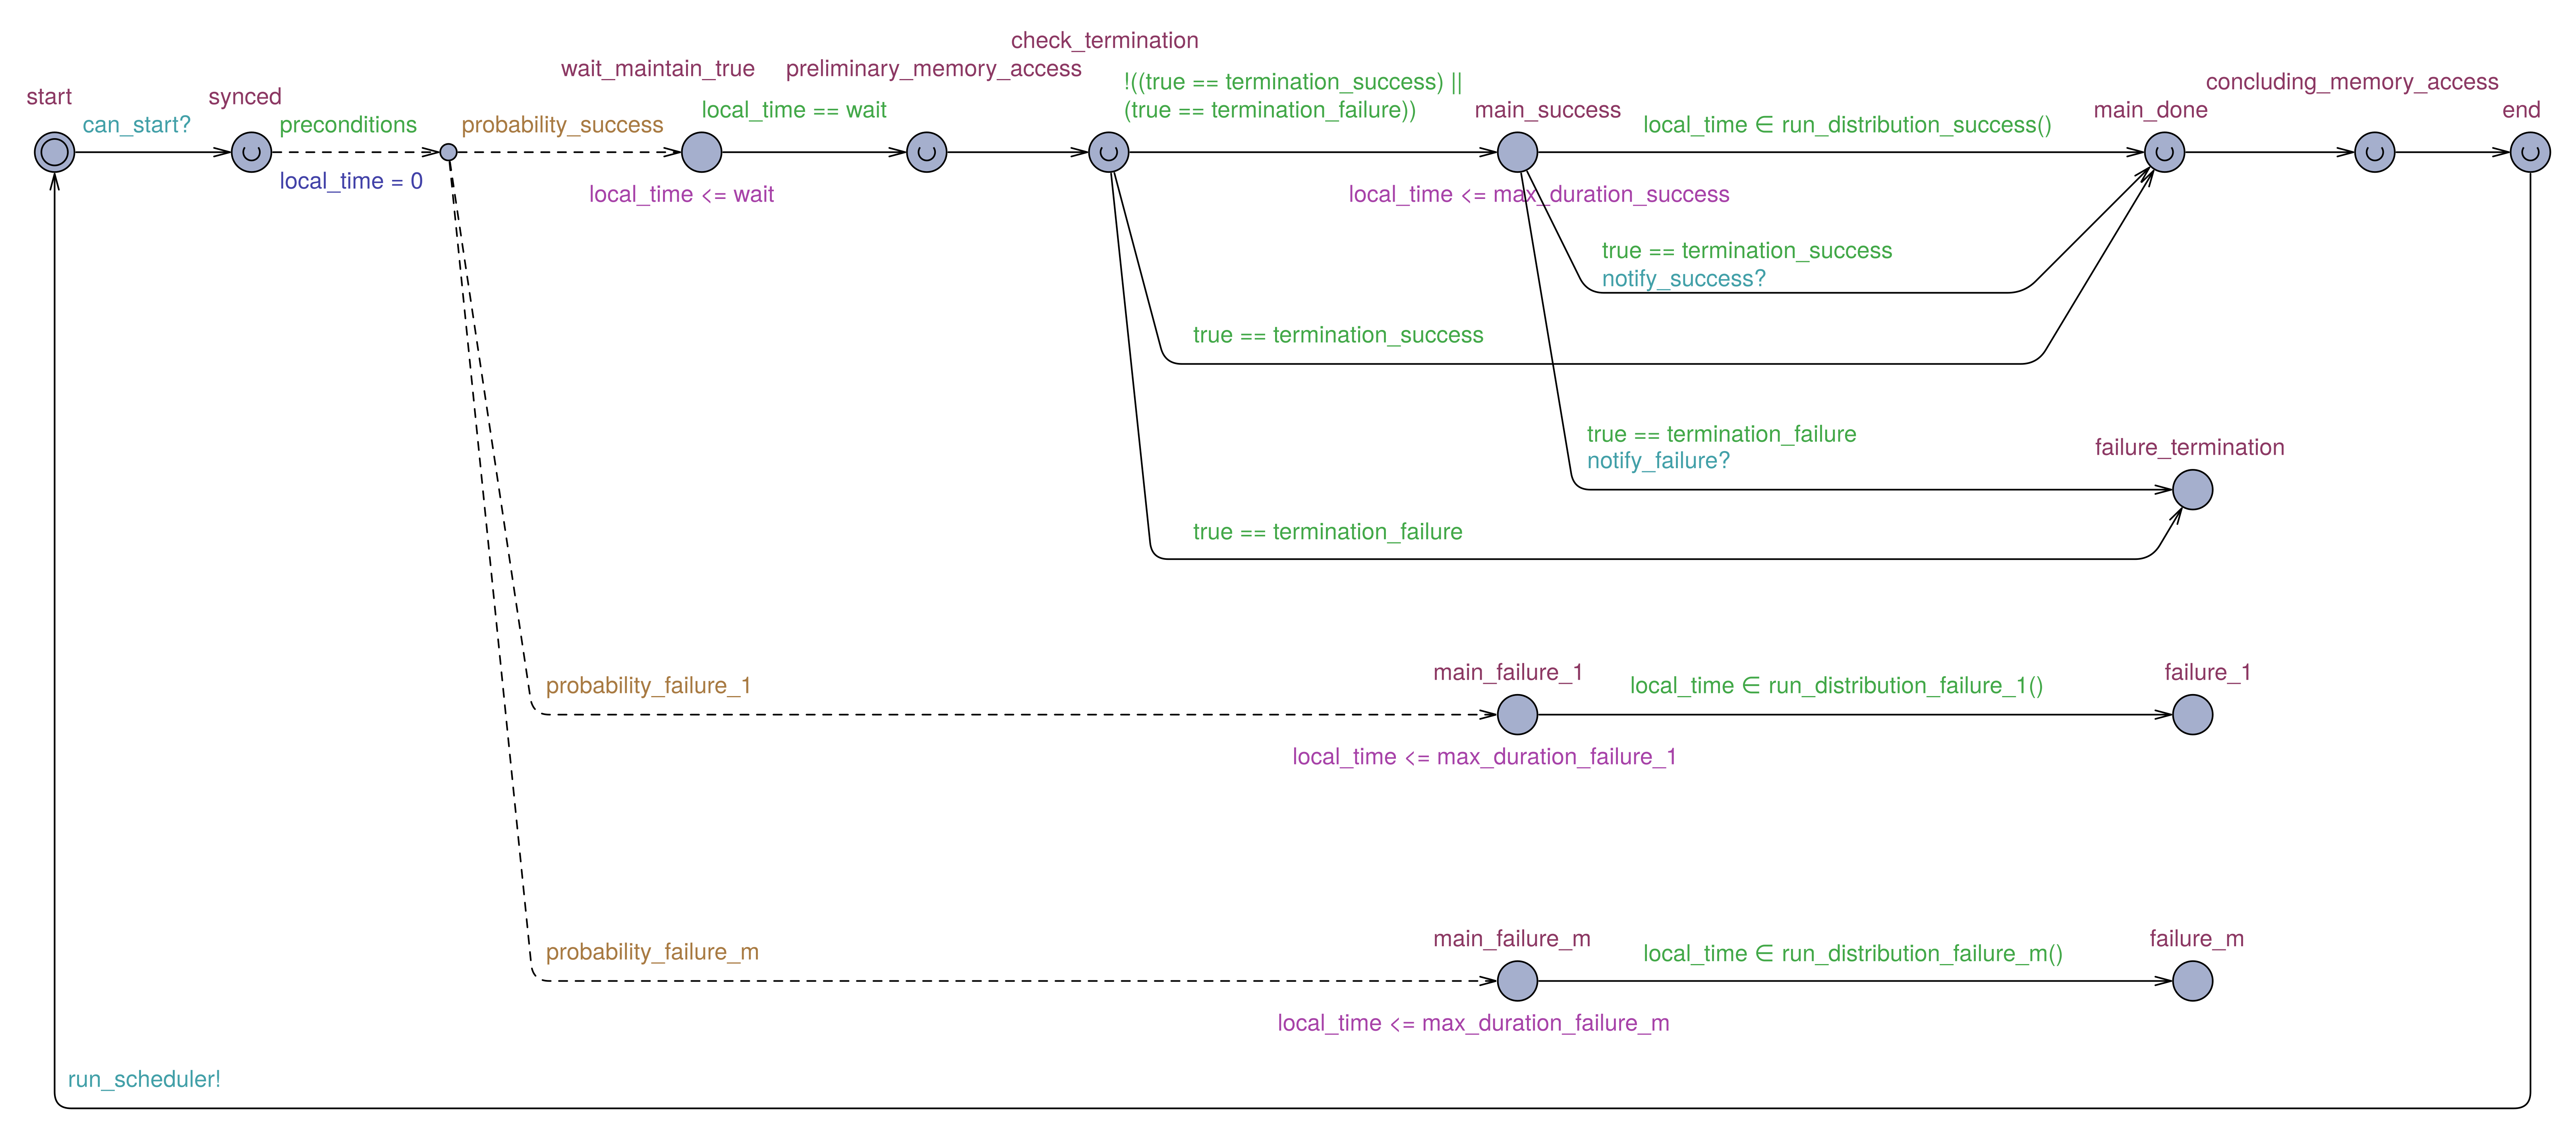 check_termination
wait_maintain_true
preliminary_memory_access
!((true == termination_success) ||
(true == termination_failure))
concluding_memory_access
start
can_start?
synced
preconditions
local_time = 0
probability_success
local_time == wait
local_time <= wait
main_success
local_time ∈ run_distribution_success()
main_done
end
local_time <= max_duration_success
true == termination_success
notify_success?
true == termination_success
true == termination_failure
notify_failure?
failure_termination
true == termination_failure
probability_failure_1
main_failure_1
local_time ∈ run_distribution_failure_1()
failure_1
local_time <= max_duration_failure_1
probability_failure_m
main_failure_m
local_time ∈ run_distribution_failure_m()
failure_m
local_time <= max_duration_failure_m
run_scheduler!